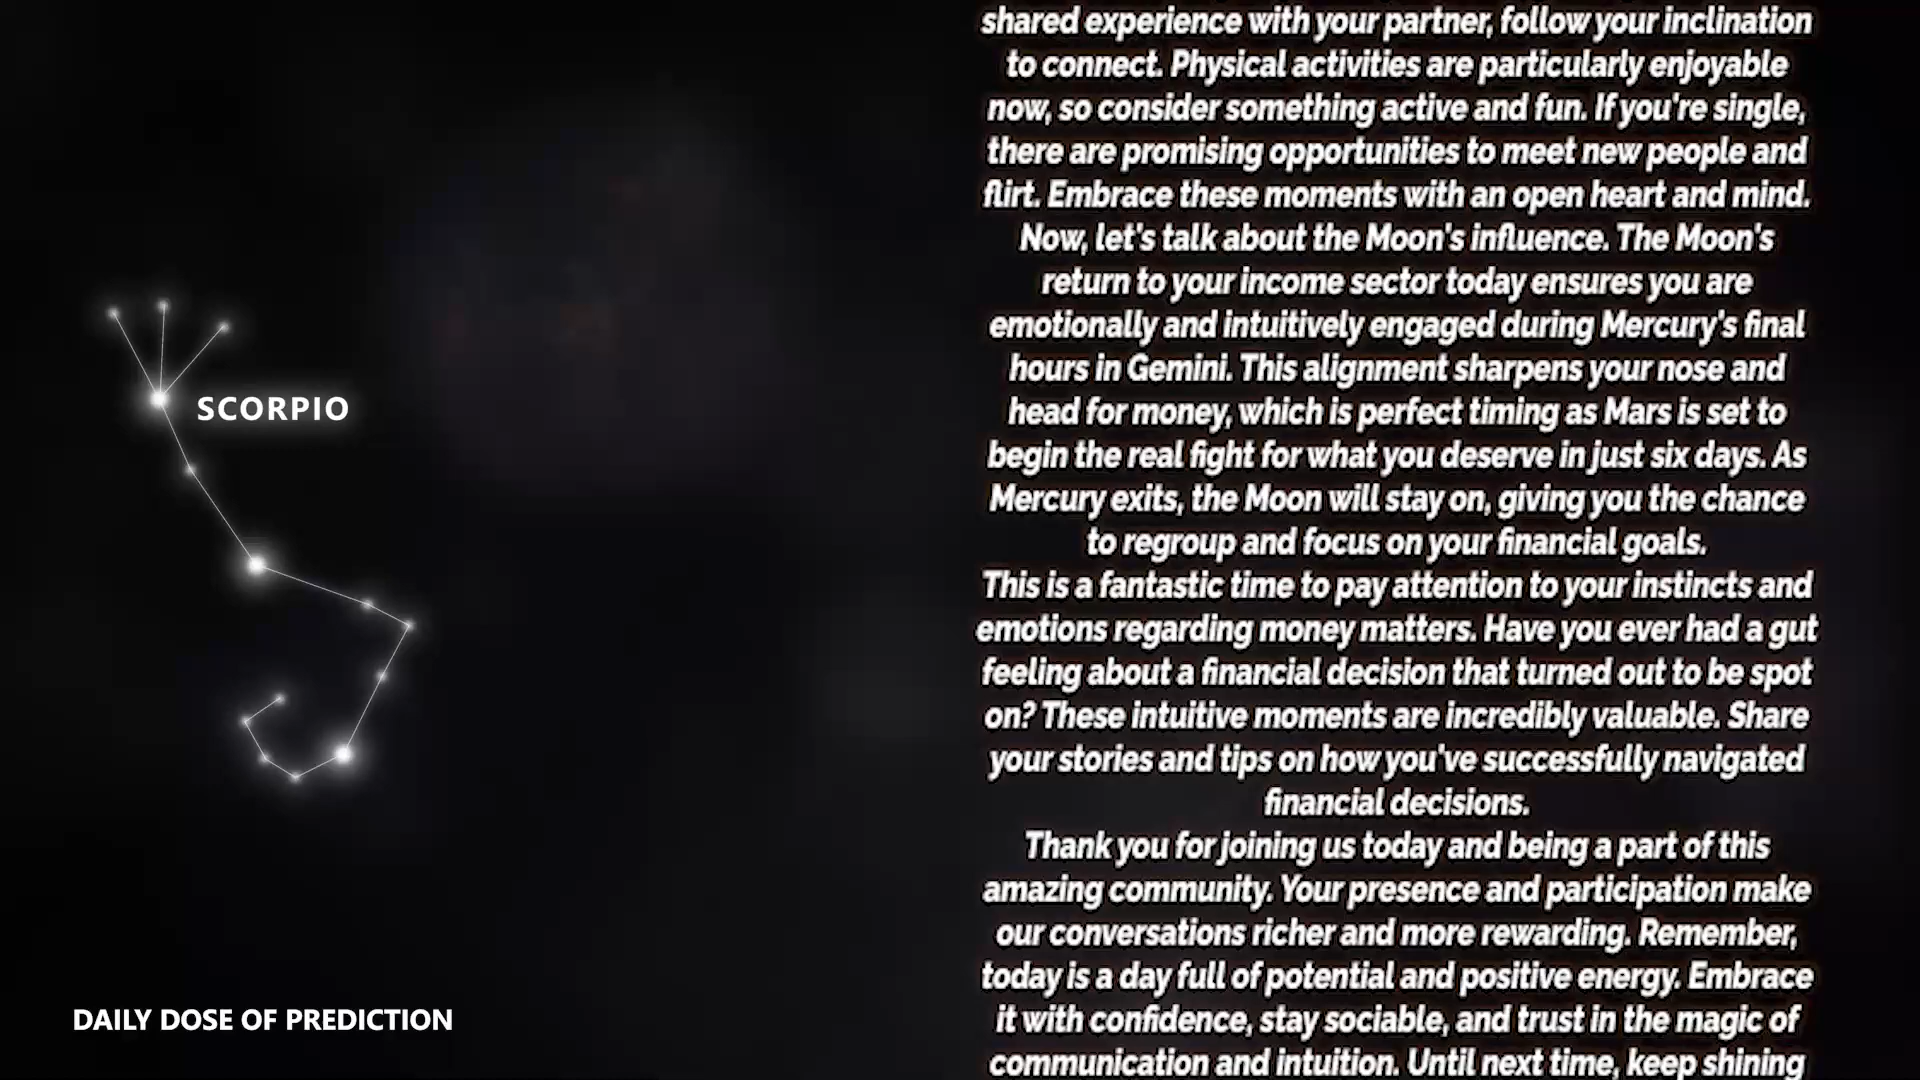 shared experience with your partner, follow your inclination
to connect. Physical activities are particularly enjoyable
now, so consider something active and fun. If you're single,
there are promising opportunities to meet new people and
flirt. Embrace these moments with an open heart and mind.
Now, let's talk about the Moon's influence. The Moon's
return to your income sector today ensures you are
emotionally and intuitively engaged during Mercury's final
hours in Gemini. This alignment sharpens your nose and
head for money, which is perfect timing as Mars is set to
begin the real fight for what you deserve in just six days. As
Mercury exits, the Moon will stay on, giving you the chance
to regroup and focus on your financial goals.
This is a fantastic time to pay attention to your instincts and
emotions regarding money matters. Have you ever had a gut
feeling about a financial decision that turned out to be spot
on? These intuitive moments are incredibly valuable. Share
your stories and tips on how you've successfully navigated
financial decisions.
Thank you for joining us today and being a part of this
amazing community. Your presence and participation make
our conversations richer and more rewarding. Remember,
today is a day full of potential and positive energy. Embrace
it with confidence, stay sociable, and trust in the magic of
communication and intuition. Until next time, keep shining
SCORPIO
DAILY DOSE OF PREDICTION